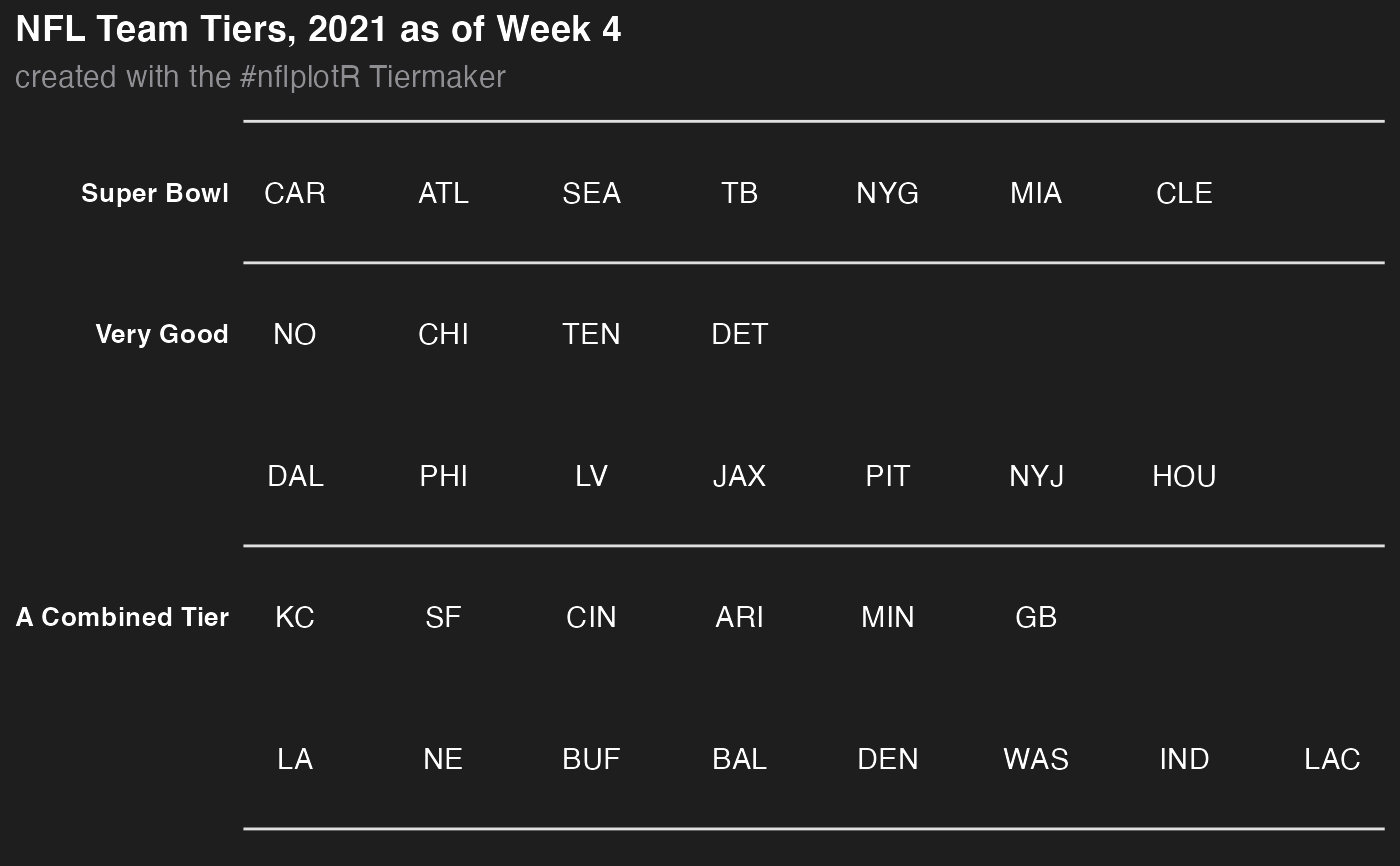 NFL Team Tiers, 2021 as of Week 4
created with the #nflplotR Tiermaker
Super Bowl CAR ATL SEA TB NYG MIA CLE
Very Good NO CHI TEN DET
DAL PHI LV JAX PIT NYJ HOU
A Combined Tier KC SF CIN ARI MIN GB
LA NE BUF BAL DEN WAS IND LAC